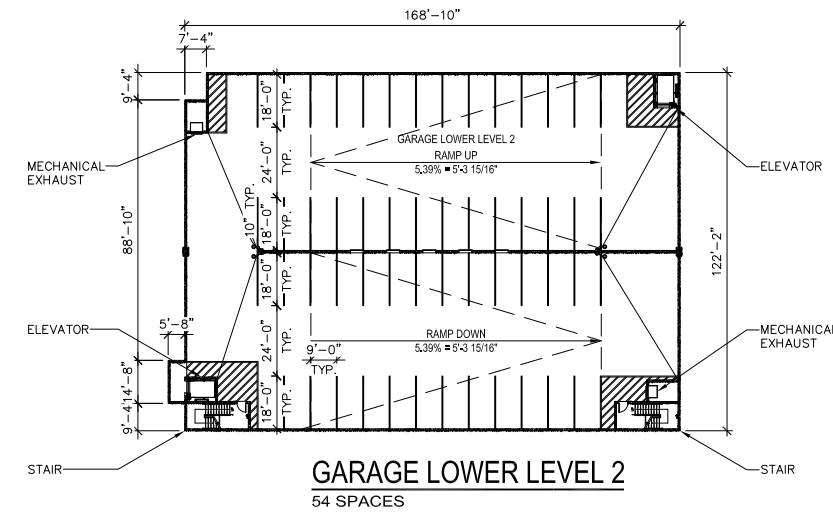 168'-10"
7'-4"
9'-4"
18'-0"
TYP.
GARAGE LOWER LEVEL 2
RAMP UP
5.39% = 5'-3 15/16"
MECHANICAL
EXHAUST
ELEVATOR
24'-0"
TYP.
TYP.
10"
18'-0"
TYP.
88'-10"
122'-2"
18'-0"
TYP.
5'-8"
ELEVATOR
RAMP DOWN
5.39% = 5'-3 15/16"
MECHANICAL
EXHAUST
24'-0"
TYP.
9'-0"
TYP.
14'-8"
9'-4"
18'-0"
TYP.
STAIR
STAIR
GARAGE LOWER LEVEL 2
54 SPACES